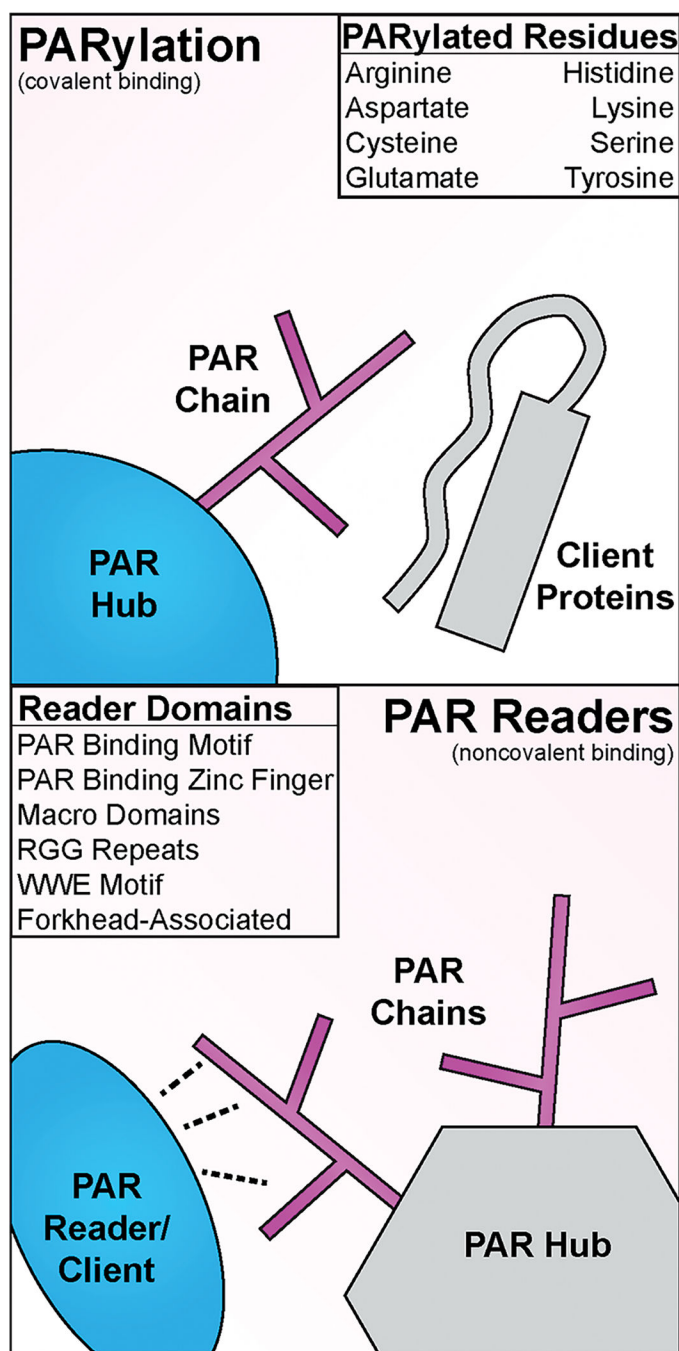 PARylation
(covalent binding)
PARylated Residues
Arginine Histidine
Aspartate Lysine
Cysteine Serine
Glutamate Tyrosine
PAR
Chain
PAR
Hub
Client
Proteins
Reader Domains
PAR Binding Motif
PAR Binding Zinc Finger
Macro Domains
RGG Repeats
WWE Motif
Forkhead-Associated
PAR Readers
(noncovalent binding)
PAR
Chains
PAR
Reader/
Client
PAR Hub